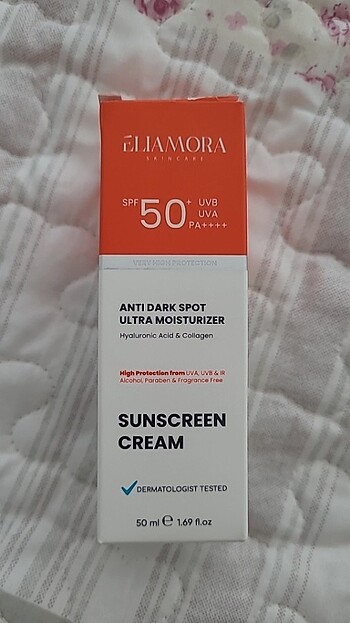 ELIAMORA
SKINCARE
SPF 50+ UVB
UVA
PA++++
VERY HIGH PROTECTION
ANTI DARK SPOT
ULTRA MOISTURIZER
Hyaluronic Acid & Collagen
High Protection from UVA, UVB & IR
Alcohol, Paraben & Fragrance Free
SUNSCREEN
CREAM
DERMATOLOGIST TESTED
50 ml ℮ 1.69 fl.oz